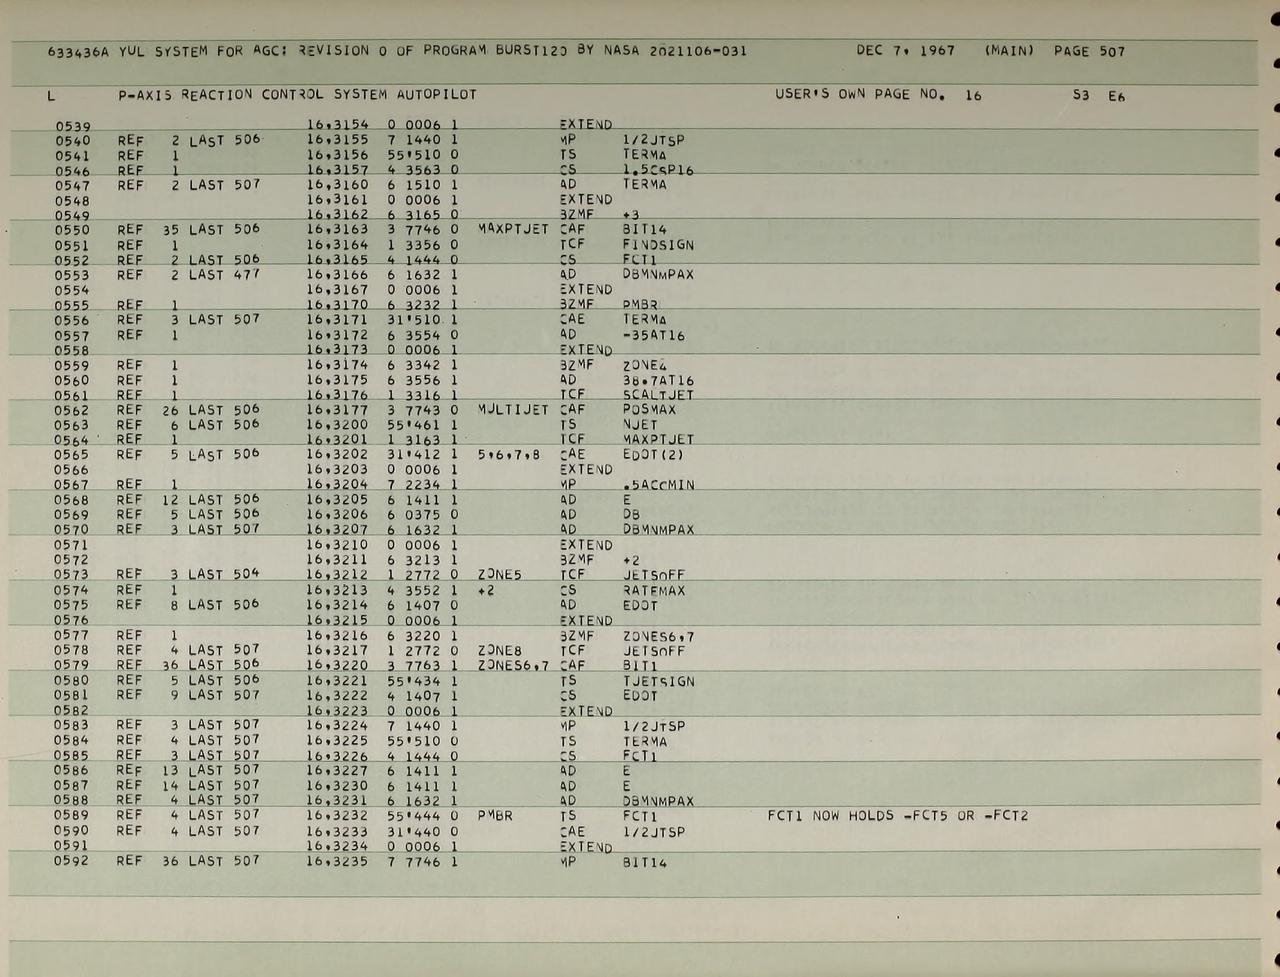 633436A YUL SYSTEM FOR AGC: REVISION 0 OF PROGRAM BURST120 BY NASA 2021106-031 DEC 7, 1967 (MAIN) PAGE 507
L P-AXIS REACTION CONTROL SYSTEM AUTOPILOT USER'S OWN PAGE NO. 16 S3 E6
0539 16,3154 0 0006 1 EXTEND
0540 REF 2 LAST 506 16,3155 7 1440 1 MP 1/2JTSP
0541 REF 1 16,3156 55'510 0 TS TERMA
0546 REF 1 16,3157 4 3563 0 CS 1.5CSP16
0547 REF 2 LAST 507 16,3160 6 1510 1 AD TERMA
0548 16,3161 0 0006 1 EXTEND
0549 16,3162 6 3165 0 BZMF +3
0550 REF 35 LAST 506 16,3163 3 7746 0 MAXPTJET CAF BIT14
0551 REF 1 16,3164 1 3356 0 TCF FINDSIGN
0552 REF 2 LAST 506 16,3165 4 1444 0 CS FCT1
0553 REF 2 LAST 477 16,3166 6 1632 1 AD DBMNMPAX
0554 16,3167 0 0006 1 EXTEND
0555 REF 1 16,3170 6 3232 1 BZMF PMBR
0556 REF 3 LAST 507 16,3171 31'510 1 CAE TERMA
0557 REF 1 16,3172 6 3554 0 AD -35AT16
0558 16,3173 0 0006 1 EXTEND
0559 REF 1 16,3174 6 3342 1 BZMF ZONE4
0560 REF 1 16,3175 6 3556 1 AD 38.7AT16
0561 REF 1 16,3176 1 3316 1 TCF SCALTJET
0562 REF 26 LAST 506 16,3177 3 7743 0 MULTIJET CAF POSMAX
0563 REF 6 LAST 506 16,3200 55'461 1 TS NJET
0564 REF 1 16,3201 1 3163 1 TCF MAXPTJET
0565 REF 5 LAST 506 16,3202 31'412 1 5,6,7,8 CAE EDOT(2)
0566 16,3203 0 0006 1 EXTEND
0567 REF 1 16,3204 7 2234 1 MP .5ACCMIN
0568 REF 12 LAST 506 16,3205 6 1411 1 AD E
0569 REF 5 LAST 506 16,3206 6 0375 0 AD DB
0570 REF 3 LAST 507 16,3207 6 1632 1 AD DBMNMPAX
0571 16,3210 0 0006 1 EXTEND
0572 16,3211 6 3213 1 BZMF +2
0573 REF 3 LAST 504 16,3212 1 2772 0 ZONE5 TCF JETSOFF
0574 REF 1 16,3213 4 3552 1 +2 CS RATEMAX
0575 REF 8 LAST 506 16,3214 6 1407 0 AD EDOT
0576 16,3215 0 0006 1 EXTEND
0577 REF 1 16,3216 6 3220 1 BZMF ZONES6,7
0578 REF 4 LAST 507 16,3217 1 2772 0 ZONE8 TCF JETSOFF
0579 REF 36 LAST 506 16,3220 3 7763 1 ZONES6,7 CAF BIT1
0580 REF 5 LAST 506 16,3221 55'434 1 TS TJETSIGN
0581 REF 9 LAST 507 16,3222 4 1407 1 CS EDOT
0582 16,3223 0 0006 1 EXTEND
0583 REF 3 LAST 507 16,3224 7 1440 1 MP 1/2JTSP
0584 REF 4 LAST 507 16,3225 55'510 0 TS TERMA
0585 REF 3 LAST 507 16,3226 4 1444 0 CS FCT1
0586 REF 13 LAST 507 16,3227 6 1411 1 AD E
0587 REF 14 LAST 507 16,3230 6 1411 1 AD E
0588 REF 4 LAST 507 16,3231 6 1632 1 AD DBMNMPAX
0589 REF 4 LAST 507 16,3232 55'444 0 PMBR TS FCT1 FCT1 NOW HOLDS -FCT5 OR -FCT2
0590 REF 4 LAST 507 16,3233 31'440 0 CAE 1/2JTSP
0591 16,3234 0 0006 1 EXTEND
0592 REF 36 LAST 507 16,3235 7 7746 1 MP BIT14